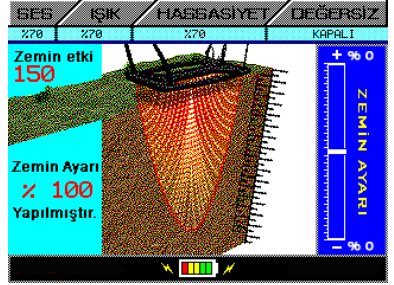 SES IŞIK HASSASİYET DEĞERSİZ
%70 %70 %70 KAPALI
Zemin etki
150
Zemin Ayarı
% 100
Yapılmıştır.
+ % 0
ZEMİN AYARI
- % 0